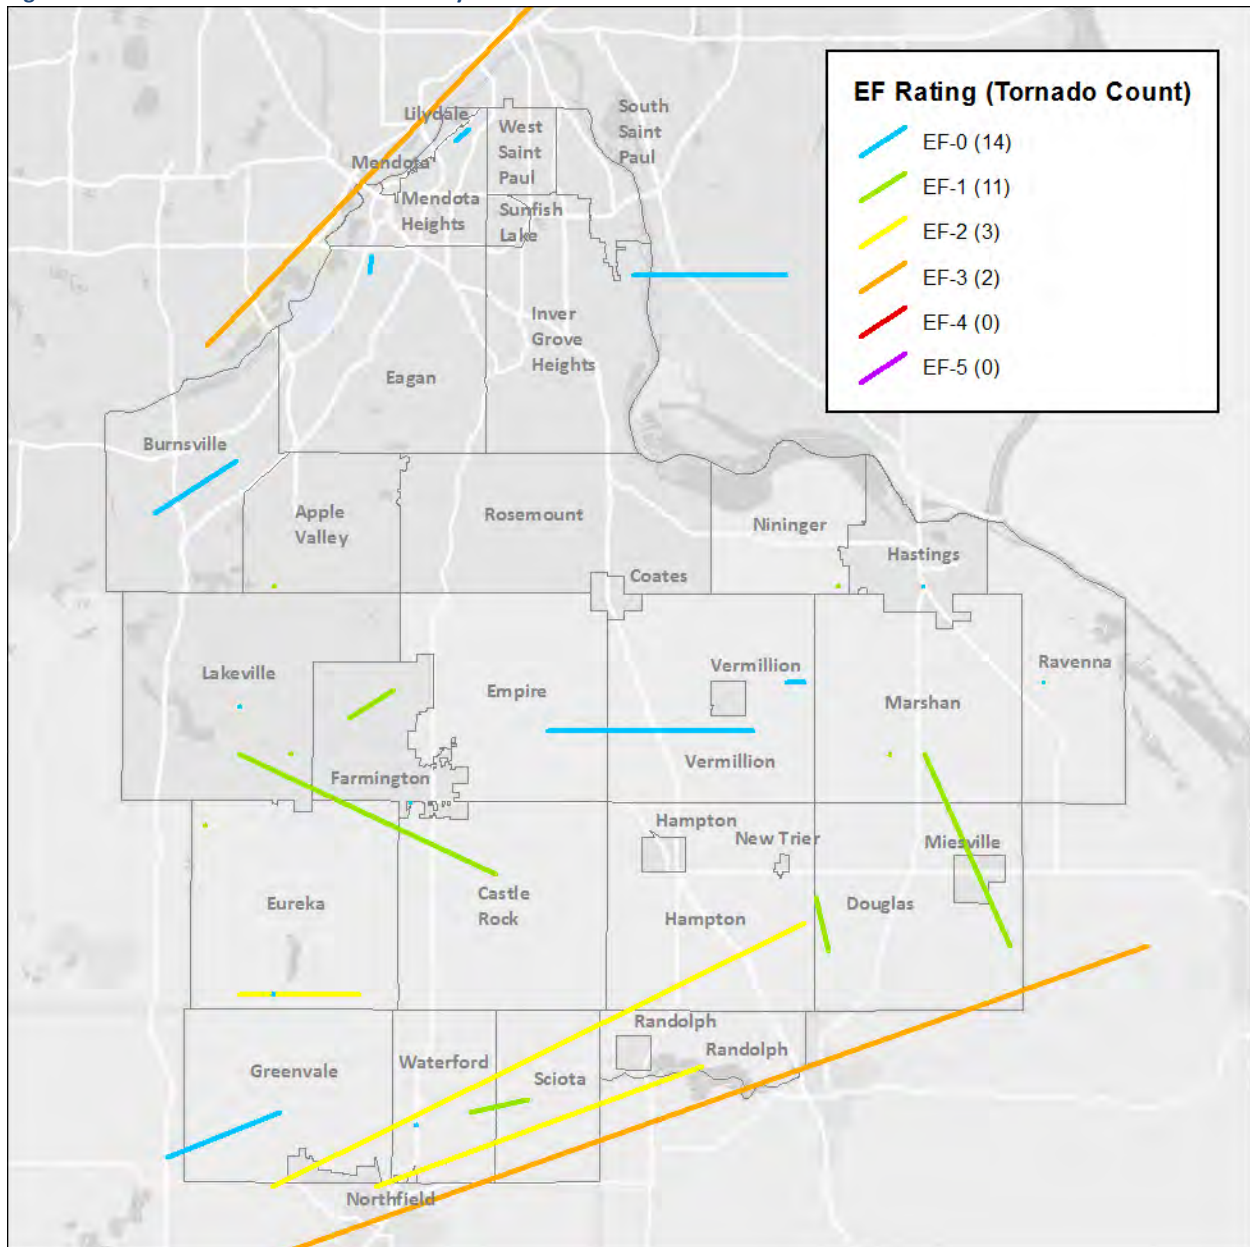 EF Rating (Tornado Count)
EF-0 (14)
EF-1 (11)
EF-2 (3)
EF-3 (2)
EF-4 (0)
EF-5 (0)
Lilydale
South
Saint
Paul
West
Saint
Paul
Mendota
Mendota
Heights
Sunfish
Lake
Inver
Grove
Heights
Eagan
Burnsville
Apple
Valley
Rosemount
Nininger
Hastings
Coates
Lakeville
Empire
Vermillion
Ravenna
Marshan
Vermillion
Farmington
Hampton
New Trier
Miesville
Eureka
Castle
Rock
Hampton
Douglas
Randolph
Greenvale
Waterford
Sciota
Randolph
Northfield